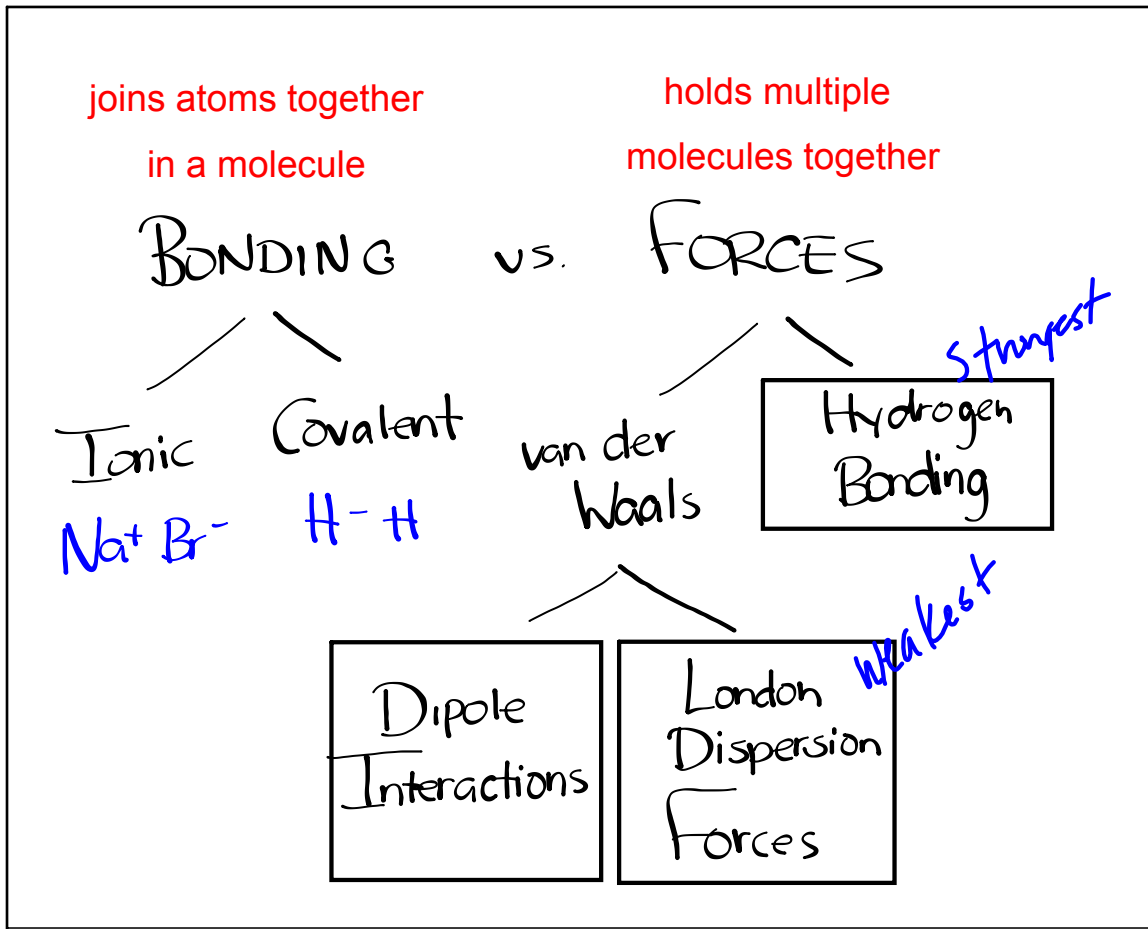 joins atoms together
in a molecule
holds multiple
molecules together
BONDING vs. FORCES
Ionic
Na⁺ Br⁻
Covalent
H - H
van der
Waals
strongest
Hydrogen
Bonding
Dipole
Interactions
weakest
London
Dispersion
Forces